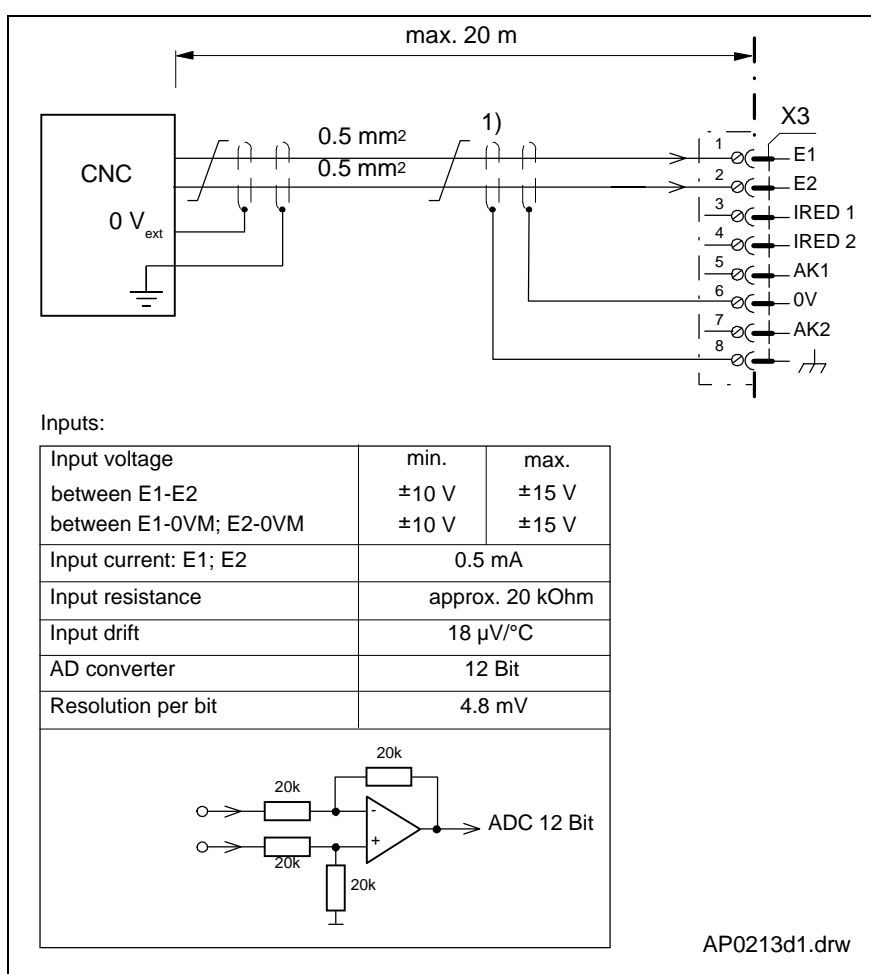 max. 20 m
X3
1)
0.5 mm2
0.5 mm2
CNC
0 Vext
1 E1
2 E2
3 IRED 1
4 IRED 2
5 AK1
6 0V
7 AK2
8
Inputs:
Input voltage min. max.
between E1-E2 ±10 V ±15 V
between E1-0VM; E2-0VM ±10 V ±15 V
Input current: E1; E2 0.5 mA
Input resistance approx. 20 kOhm
Input drift 18 µV/°C
AD converter 12 Bit
Resolution per bit 4.8 mV
20k
20k
-
+
ADC 12 Bit
20k
20k
AP0213d1.drw